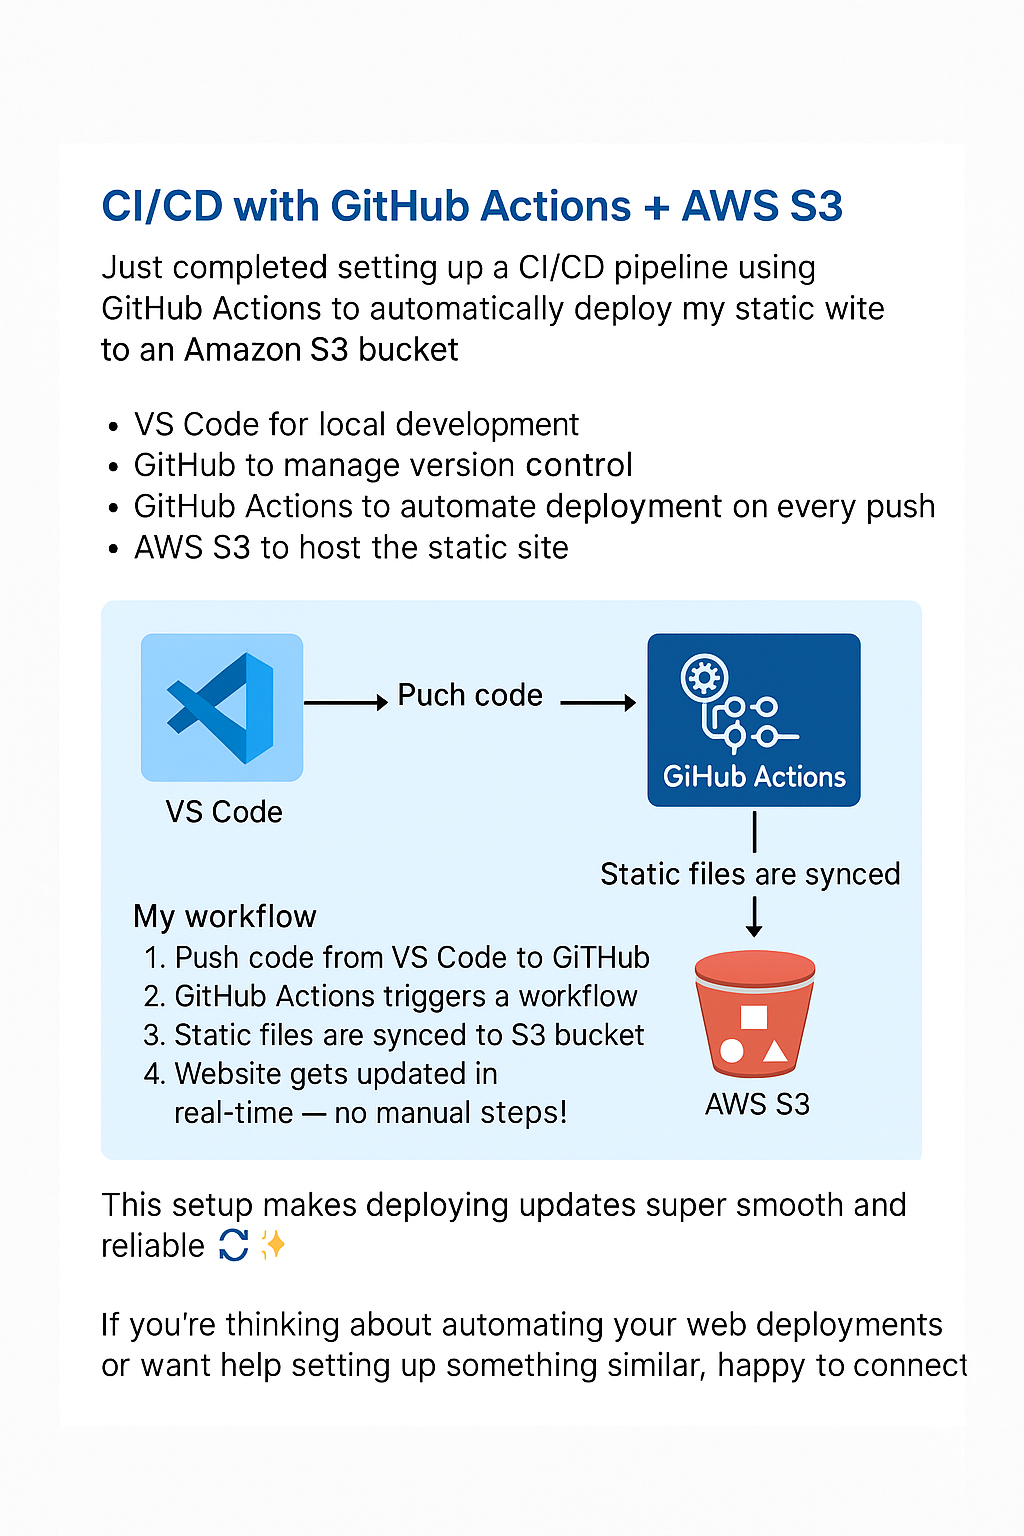 CI/CD with GitHub Actions + AWS S3
Just completed setting up a CI/CD pipeline using
GitHub Actions to automatically deploy my static wite
to an Amazon S3 bucket
• VS Code for local development
• GitHub to manage version control
• GitHub Actions to automate deployment on every push
• AWS S3 to host the static site
Puch code
GiHub Actions
VS Code
Static files are synced
My workflow
1. Push code from VS Code to GiTHub
2. GitHub Actions triggers a workflow
3. Static files are synced to S3 bucket
4. Website gets updated in
real-time — no manual steps!
AWS S3
This setup makes deploying updates super smooth and
reliable 🔄✨
If you're thinking about automating your web deployments
or want help setting up something similar, happy to connect